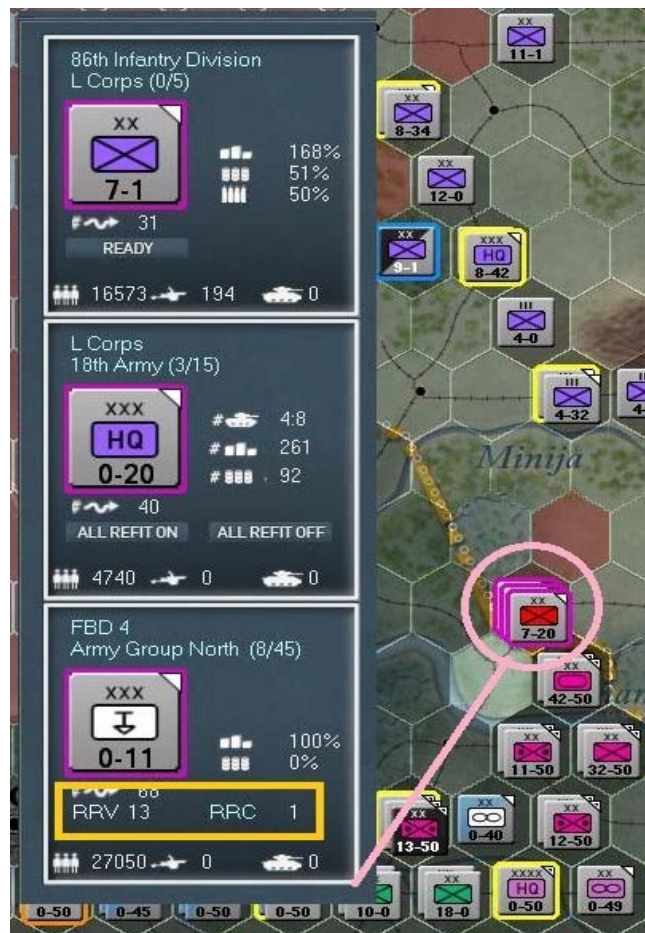 86th Infantry Division
L Corps (0/5)
XX
7-1
168%
51%
50%
# 31
READY
16573 194 0
L Corps
18th Army (3/15)
XXX
HQ
0-20
# 4:8
# 261
# 92
# 40
ALL REFIT ON ALL REFIT OFF
4740 0 0
FBD 4
Army Group North (8/45)
XXX
0-11
100%
0%
68
RRV 13 RRC 1
27050 0 0
XX
11-1
XX
8-34
XX
12-0
XX
9-1
XXX
HQ
8-42
III
4-0
III
4-32
III
Minija
XX
7-20
XX
42-50
XX
11-50
XX
32-50
XX
13-50
XX
0-40
XX
12-50
0-50
0-45
0-50
0-50
10-0
XX
18-0
XXXX
HQ
0-50
XX
0-49